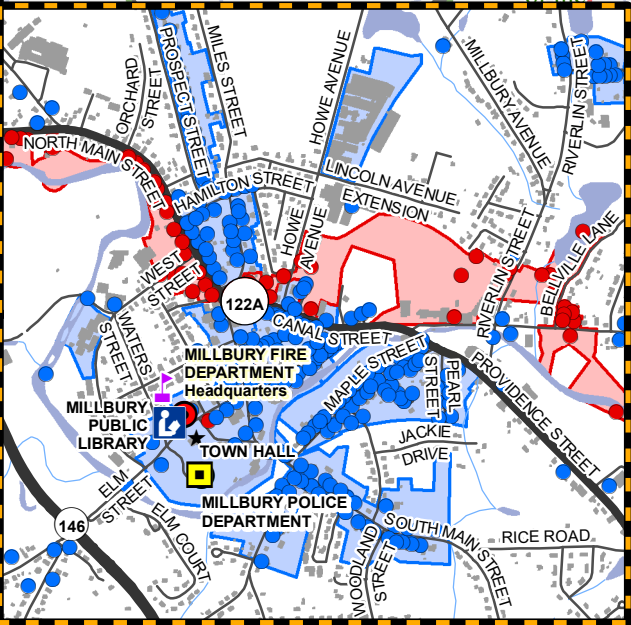 PROSPECT STREET
MILES STREET
HOWE AVENUE
MILLBURY AVENUE
RIVERLIN STREET
ORCHARD
STREET
NORTH MAIN STREET
HAMILTON STREET
LINCOLN AVENUE
EXTENSION
HOWE
AVENUE
WEST
STREET
RIVERLIN STREET
BELLVILLE LANE
122A
CANAL STREET
WATERS
STREET
MILLBURY FIRE
DEPARTMENT
Headquarters
MAPLE STREET
PEARL
STREET
PROVIDENCE STREET
MILLBURY
PUBLIC
LIBRARY
TOWN HALL
JACKIE
DRIVE
ELM
STREET
MILLBURY POLICE
DEPARTMENT
146
ELM COURT
WOODLAND
STREET
SOUTH MAIN STREET
RICE ROAD